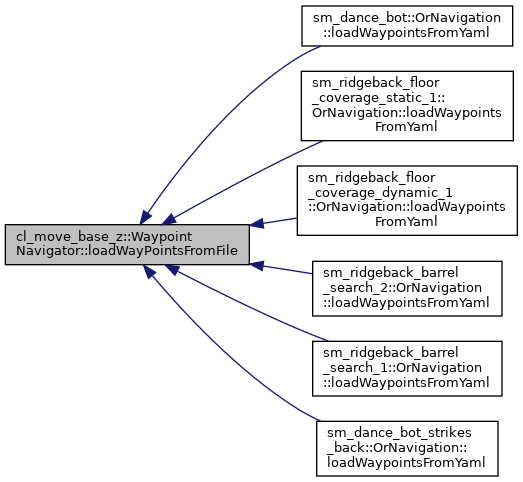 sm_dance_bot::OrNavigation
::loadWaypointsFromYaml
sm_ridgeback_floor
_coverage_static_1::
OrNavigation::loadWaypoints
FromYaml
sm_ridgeback_floor
_coverage_dynamic_1
::OrNavigation::loadWaypoints
FromYaml
cl_move_base_z::Waypoint
Navigator::loadWayPointsFromFile
sm_ridgeback_barrel
_search_2::OrNavigation
::loadWaypointsFromYaml
sm_ridgeback_barrel
_search_1::OrNavigation
::loadWaypointsFromYaml
sm_dance_bot_strikes
_back::OrNavigation::
loadWaypointsFromYaml